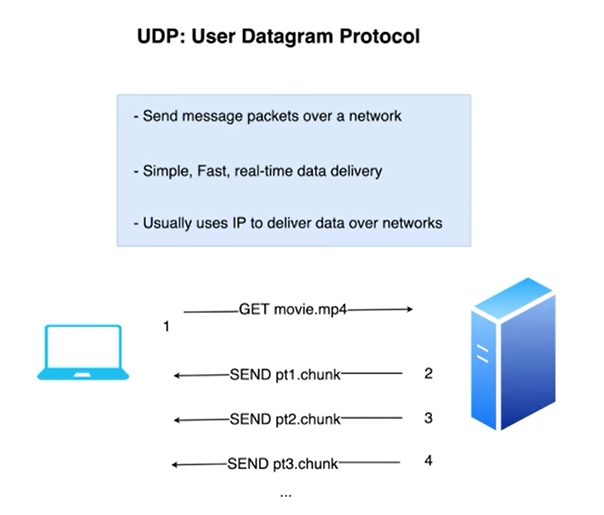 UDP: User Datagram Protocol
- Send message packets over a network
- Simple, Fast, real-time data delivery
- Usually uses IP to deliver data over networks
GET movie.mp4
1
SEND pt1.chunk 2
SEND pt2.chunk 3
SEND pt3.chunk 4
...